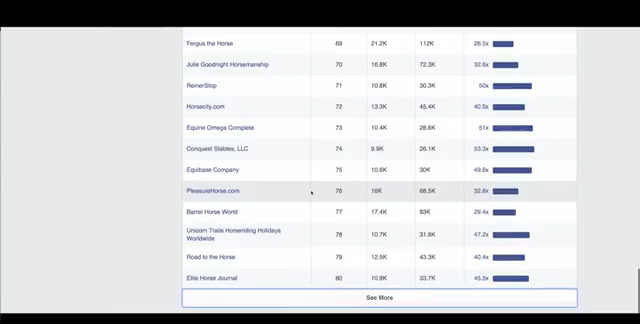 Fergus the Horse 69 21.2K 112K 28.5x
Julie Goodnight Horsemanship 70 16.8K 72.3K 32.6x
ReinerStop 71 10.8K 30.3K 50x
Horsecity.com 72 13.3K 45.4K 40.9x
Equine Omega Complete 73 10.4K 28.6K 51x
Conquest Stables, LLC 74 9.9K 26.1K 53.3x
Equibase Company 75 10.6K 30K 49.6x
PleasureHorse.com 76 16K 68.5K 32.8x
Barrel Horse World 77 17.4K 83K 29.4x
Unicorn Trails Horseriding Holidays
Worldwide 78 10.7K 31.8K 47.2x
Road to the Horse 79 12.5K 43.3K 40.4x
Elite Horse Journal 80 10.9K 33.7K 45.5x
See More